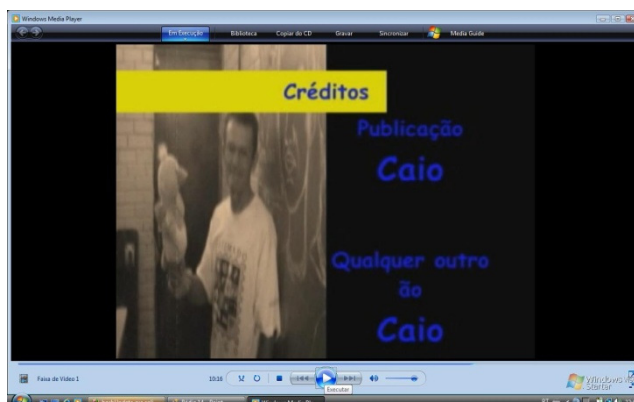 Windows Media Player
Em Execução
Biblioteca
Copiar do CD
Gravar
Sincronizar
Media Guide
Créditos
Publicação
Caio
Qualquer outro
ão
Caio
Faixa de Vídeo 1
10:16
Executar
Windows
Starter
PT